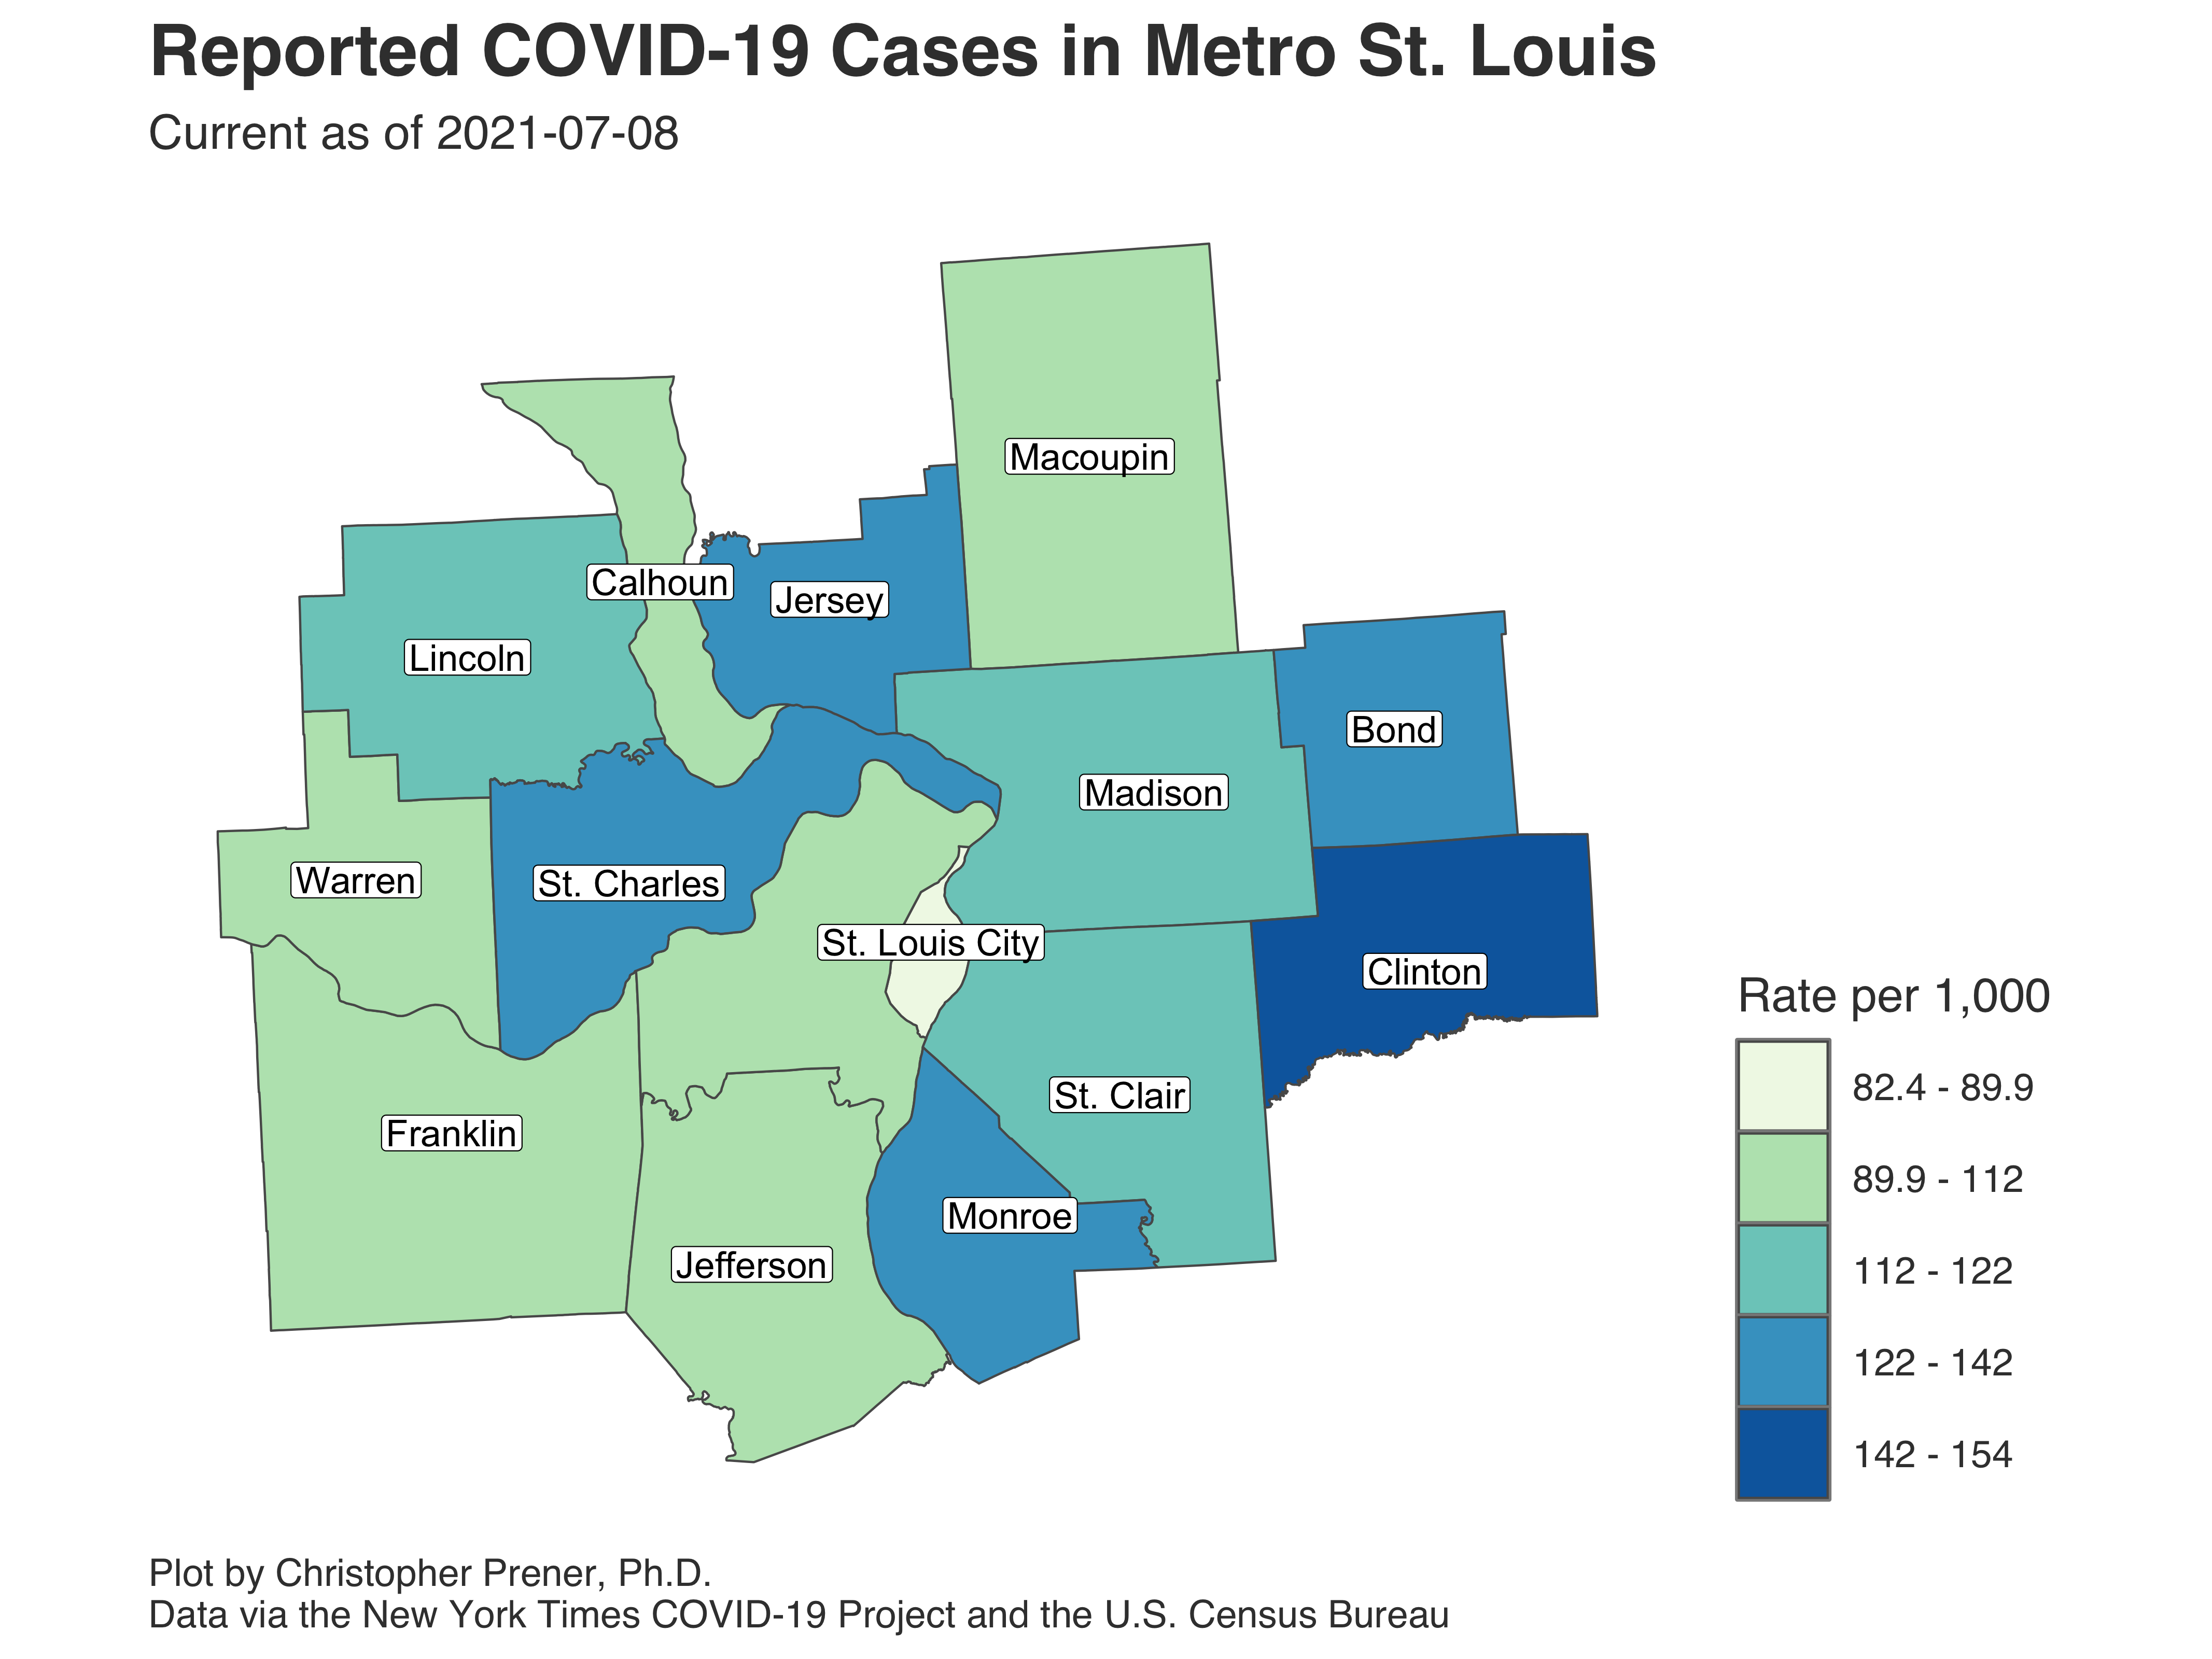 Reported COVID-19 Cases in Metro St. Louis
Current as of 2021-07-08
Macoupin
Calhoun
Jersey
Lincoln
Bond
Madison
Warren
St. Charles
St. Louis City
Clinton
St. Clair
Franklin
Monroe
Jefferson
Rate per 1,000
82.4 - 89.9
89.9 - 112
112 - 122
122 - 142
142 - 154
Plot by Christopher Prener, Ph.D.
Data via the New York Times COVID-19 Project and the U.S. Census Bureau